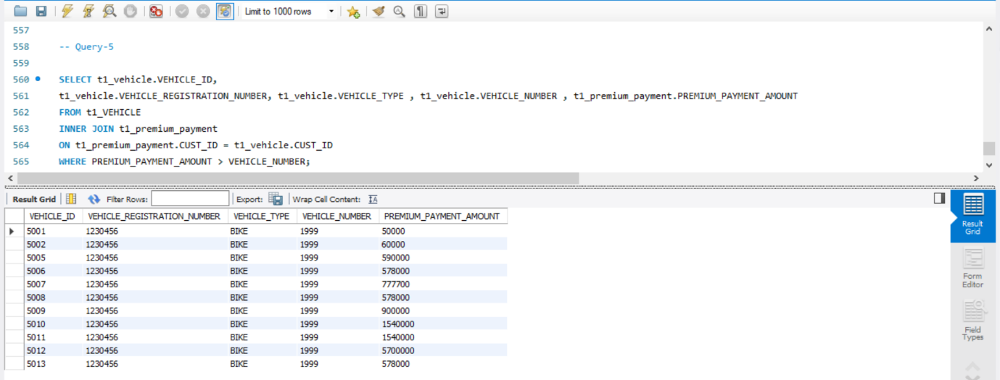 Limit to 1000 rows
557
558 -- Query-5
559
560 SELECT t1_vehicle.VEHICLE_ID,
561 t1_vehicle.VEHICLE_REGISTRATION_NUMBER, t1_vehicle.VEHICLE_TYPE , t1_vehicle.VEHICLE_NUMBER , t1_premium_payment.PREMIUM_PAYMENT_AMOUNT
562 FROM t1_VEHICLE
563 INNER JOIN t1_premium_payment
564 ON t1_premium_payment.CUST_ID = t1_vehicle.CUST_ID
565 WHERE PREMIUM_PAYMENT_AMOUNT > VEHICLE_NUMBER;
Result Grid Filter Rows: Export: Wrap Cell Content: IA
VEHICLE_ID VEHICLE_REGISTRATION_NUMBER VEHICLE_TYPE VEHICLE_NUMBER PREMIUM_PAYMENT_AMOUNT
5001 1230456 BIKE 1999 50000
5002 1230456 BIKE 1999 60000
5005 1230456 BIKE 1999 590000
5006 1230456 BIKE 1999 578000
5007 1230456 BIKE 1999 777700
5008 1230456 BIKE 1999 578000
5009 1230456 BIKE 1999 900000
5010 1230456 BIKE 1999 1540000
5011 1230456 BIKE 1999 1540000
5012 1230456 BIKE 1999 5700000
5013 1230456 BIKE 1999 578000
Result
Grid
Form
Editor
Field
Types